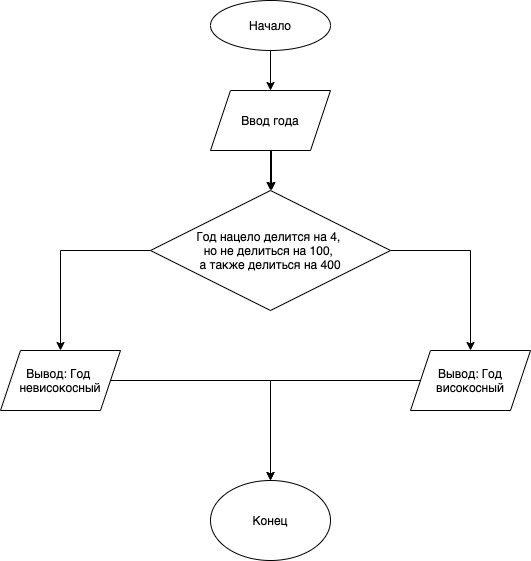 Начало
Ввод года
Год нацело делится на 4,
но не делиться на 100,
а также делиться на 400
Вывод: Год
невисокосный
Вывод: Год
високосный
Конец